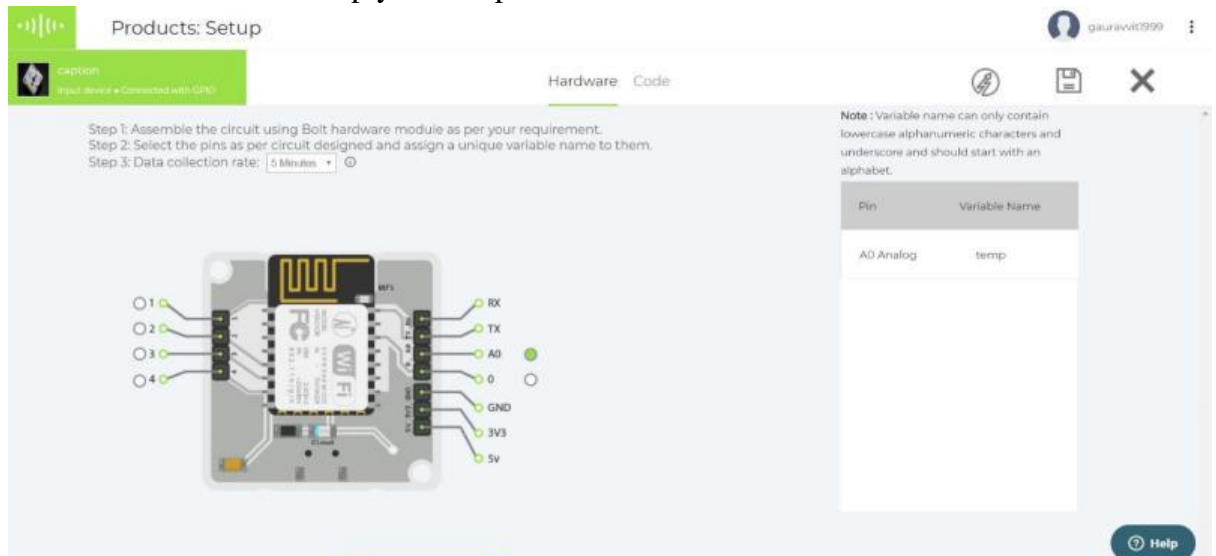 Products: Setup
gauravvit1999
caption
Input device • Connected with GPIO
Hardware Code
Step 1: Assemble the circuit using Bolt hardware module as per your requirement.
Step 2: Select the pins as per circuit designed and assign a unique variable name to them.
Step 3: Data collection rate: 5 Minutes
Note : Variable name can only contain
lowercase alphanumeric characters and
underscore and should start with an
alphabet.
Pin Variable Name
A0 Analog temp
1
2
3
4
WiFi
FC
RX
TX
A0
0
GND
3V3
5v
Help